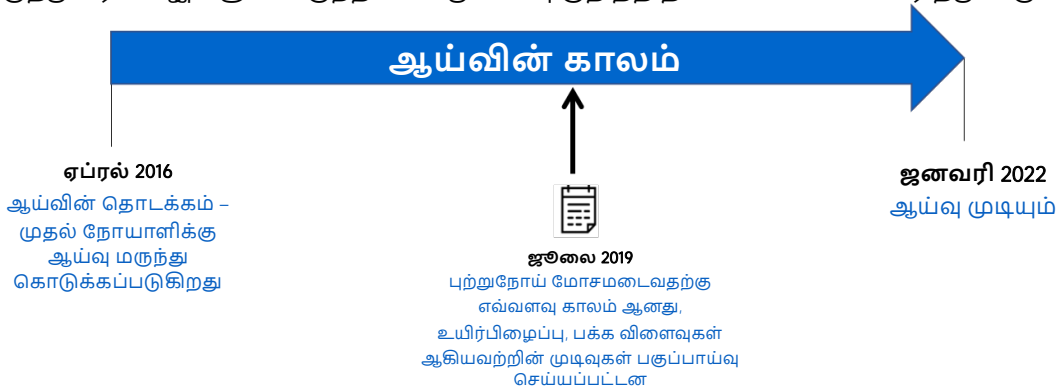 ஆய்வின் காலம்
ஏப்ரல் 2016
ஆய்வின் தொடக்கம் –
முதல் நோயாளிக்கு
ஆய்வு மருந்து
கொடுக்கப்படுகிறது
ஜூலை 2019
புற்றுநோய் மோசமடைவதற்கு
எவ்வளவு காலம் ஆனது,
உயிர்பிழைப்பு, பக்க விளைவுகள்
ஆகியவற்றின் முடிவுகள் பகுப்பாய்வு
செய்யப்பட்டன
ஜனவரி 2022
ஆய்வு முடியும்